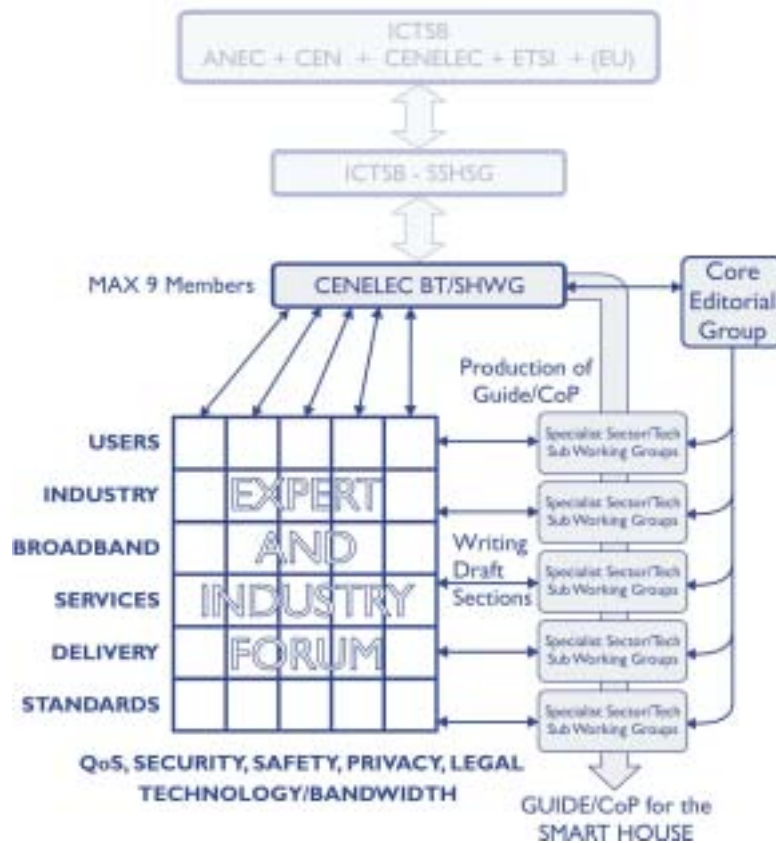 ICTSB
ANEC + CEN + CENELEC + ETSI + (EU)
ICTSB - SSHSG
MAX 9 Members
CENELEC BT/SHWG
Core
Editorial
Group
Production of
Guide/CoP
USERS
INDUSTRY
BROADBAND
SERVICES
DELIVERY
STANDARDS
EXPERT
AND
INDUSTRY
FORUM
Writing
Draft
Sections
Specialist Sector/Tech
Sub Working Groups
Specialist Sector/Tech
Sub Working Groups
Specialist Sector/Tech
Sub Working Groups
Specialist Sector/Tech
Sub Working Groups
Specialist Sector/Tech
Sub Working Groups
QoS, SECURITY, SAFETY, PRIVACY, LEGAL
TECHNOLOGY/BANDWIDTH
GUIDE/CoP for the
SMART HOUSE